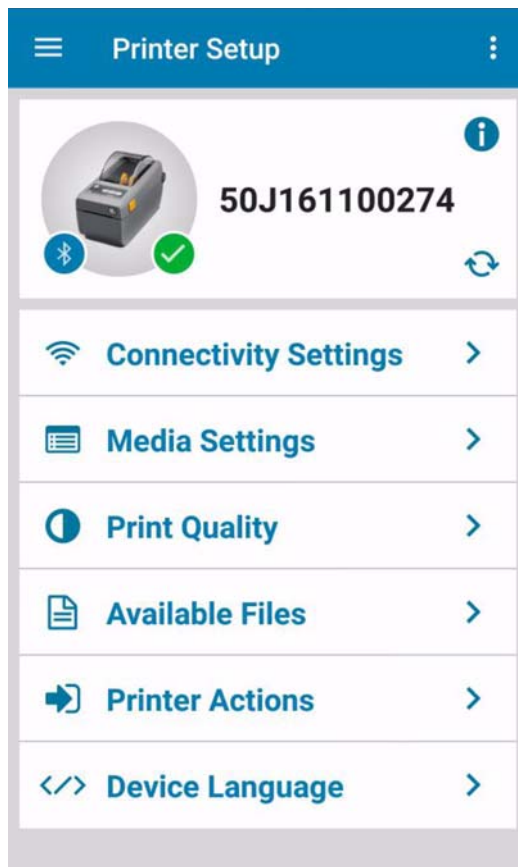 Printer Setup
50J161100274
Connectivity Settings
Media Settings
Print Quality
Available Files
Printer Actions
Device Language